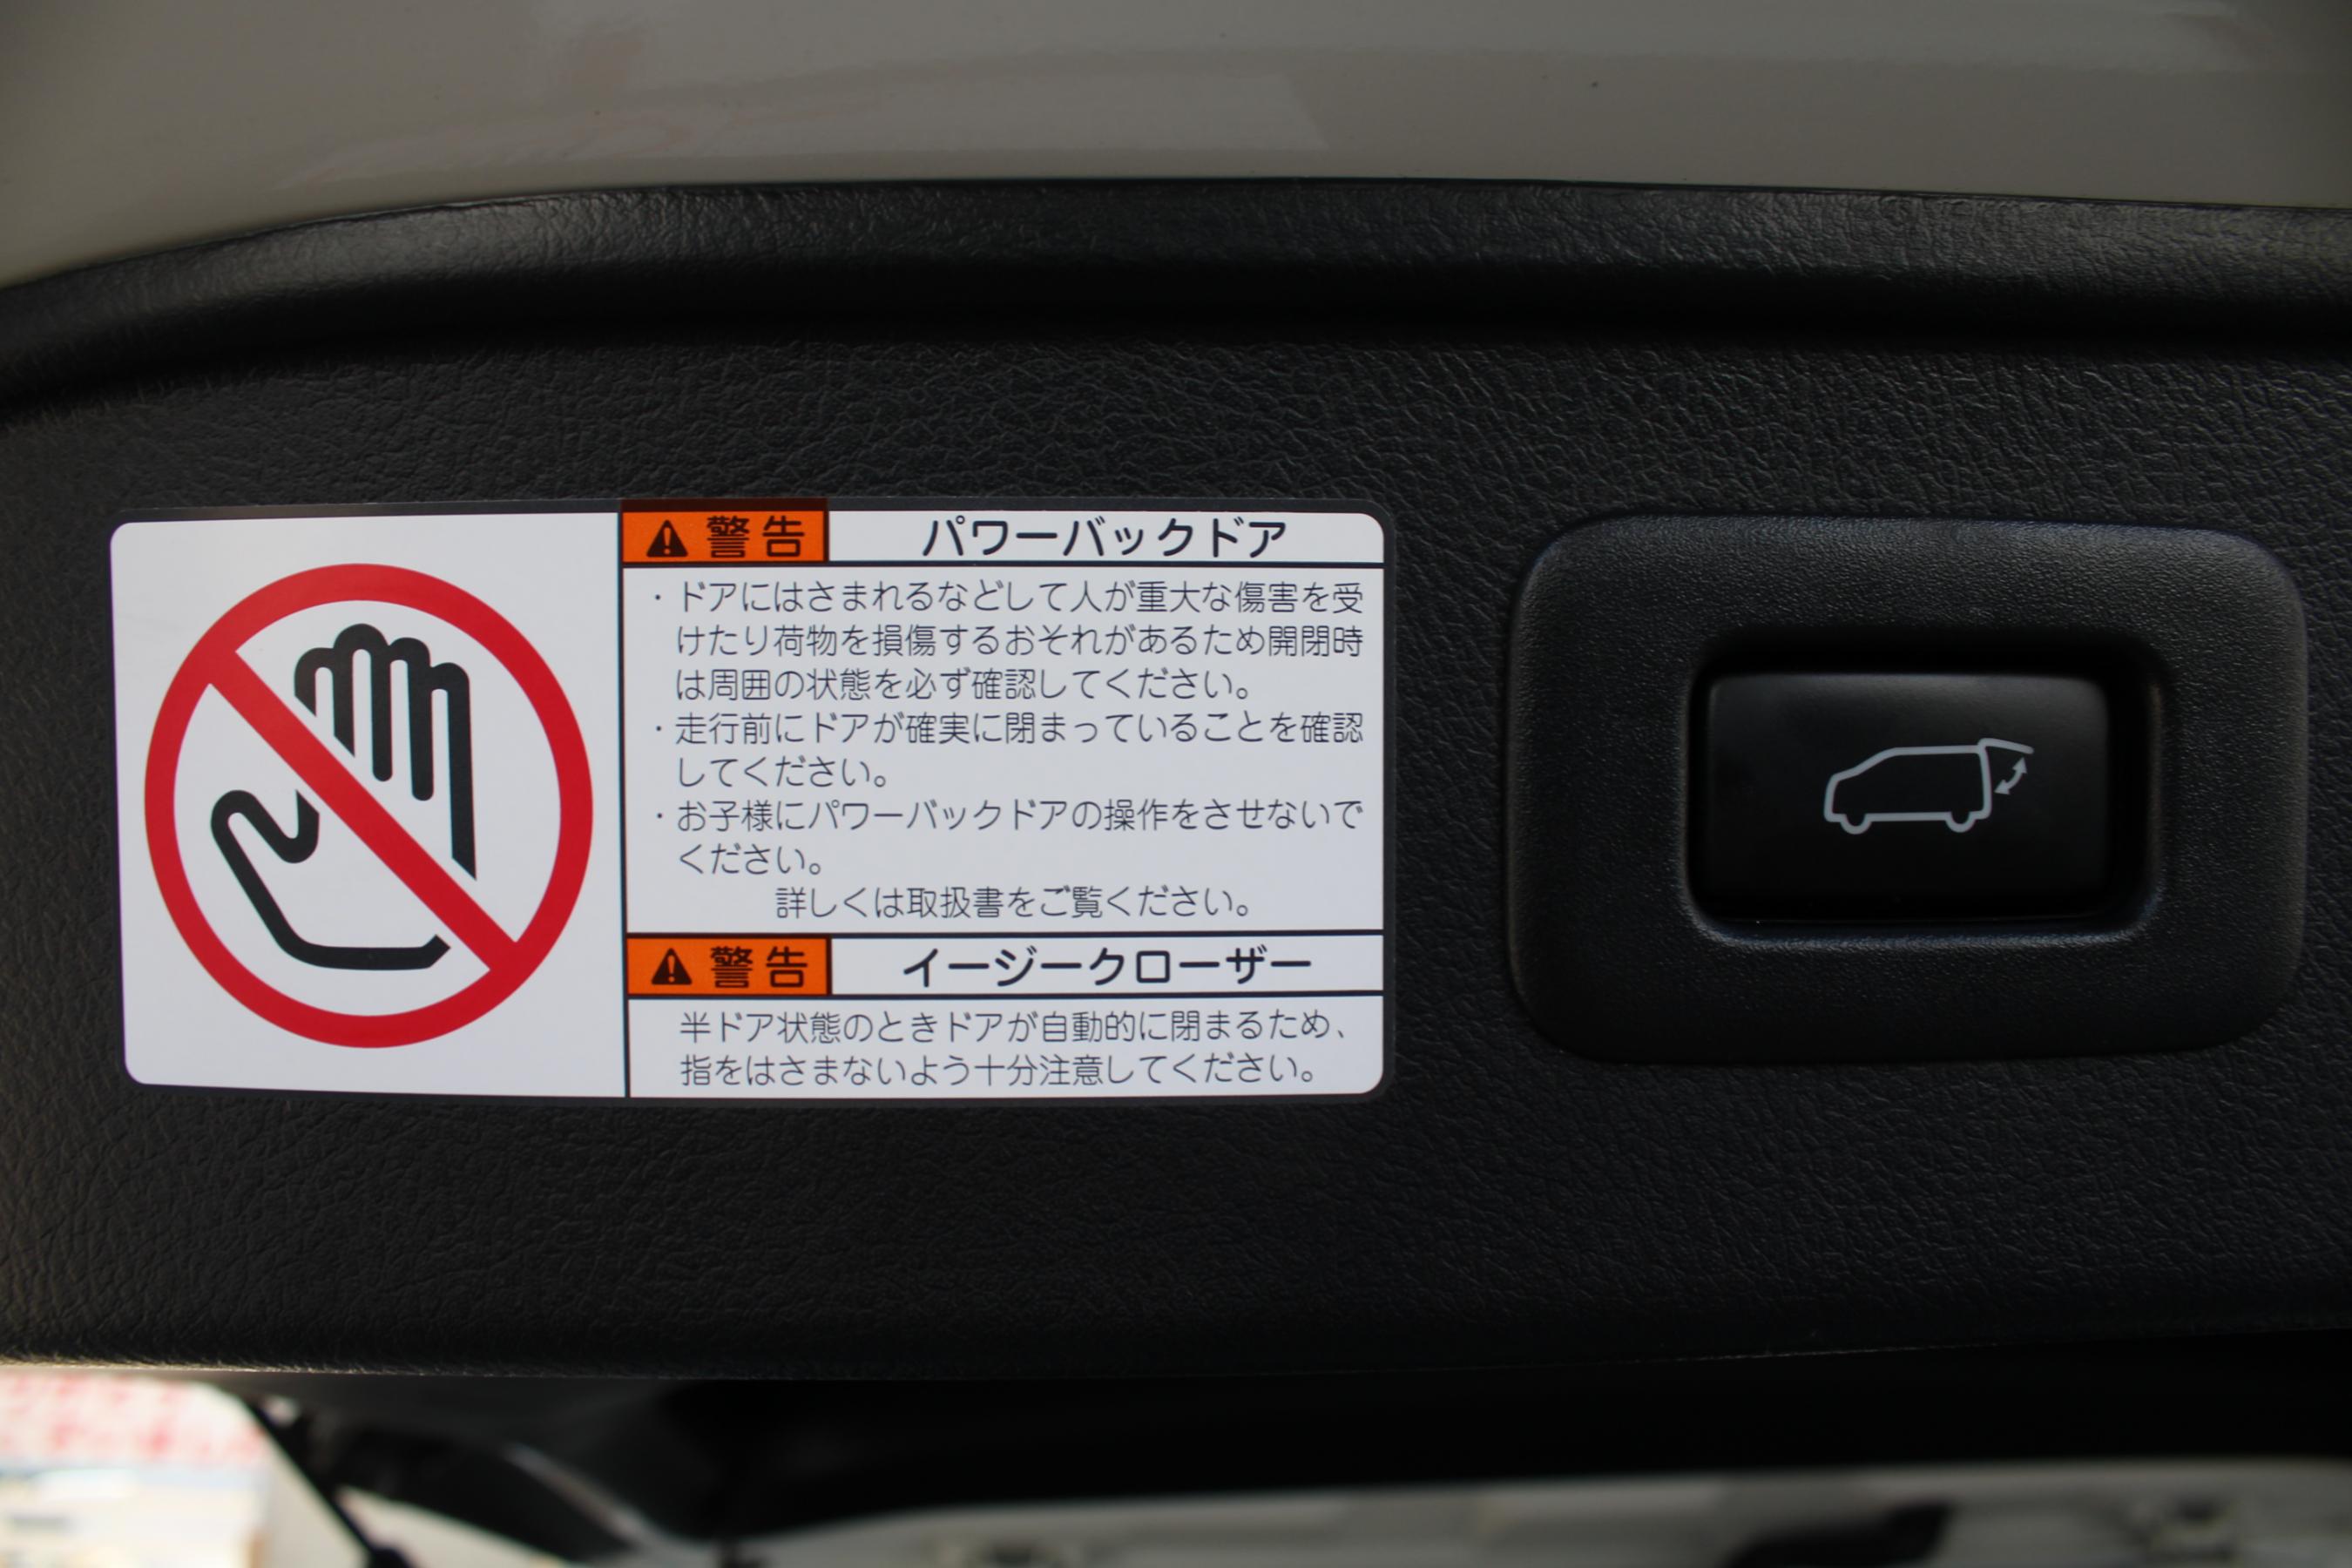 警告 パワーバックドア
・ドアにはさまれるなどして人が重大な傷害を受
けたり荷物を損傷するおそれがあるため開閉時
は周囲の状態を必ず確認してください。
・走行前にドアが確実に閉まっていることを確認
してください。
・お子様にパワーバックドアの操作をさせないで
ください。
詳しくは取扱書をご覧ください。
警告 イージークローザー
半ドア状態のときドアが自動的に閉まるため、
指をはさまないよう十分注意してください。